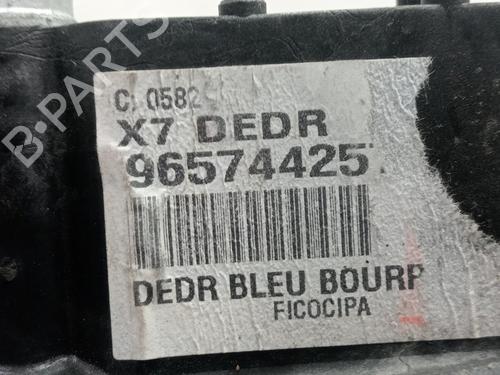 B-PARTS
C. 0582
X7 DEDR
96574425
DEDR BLEU BOURP
FICOCIPA